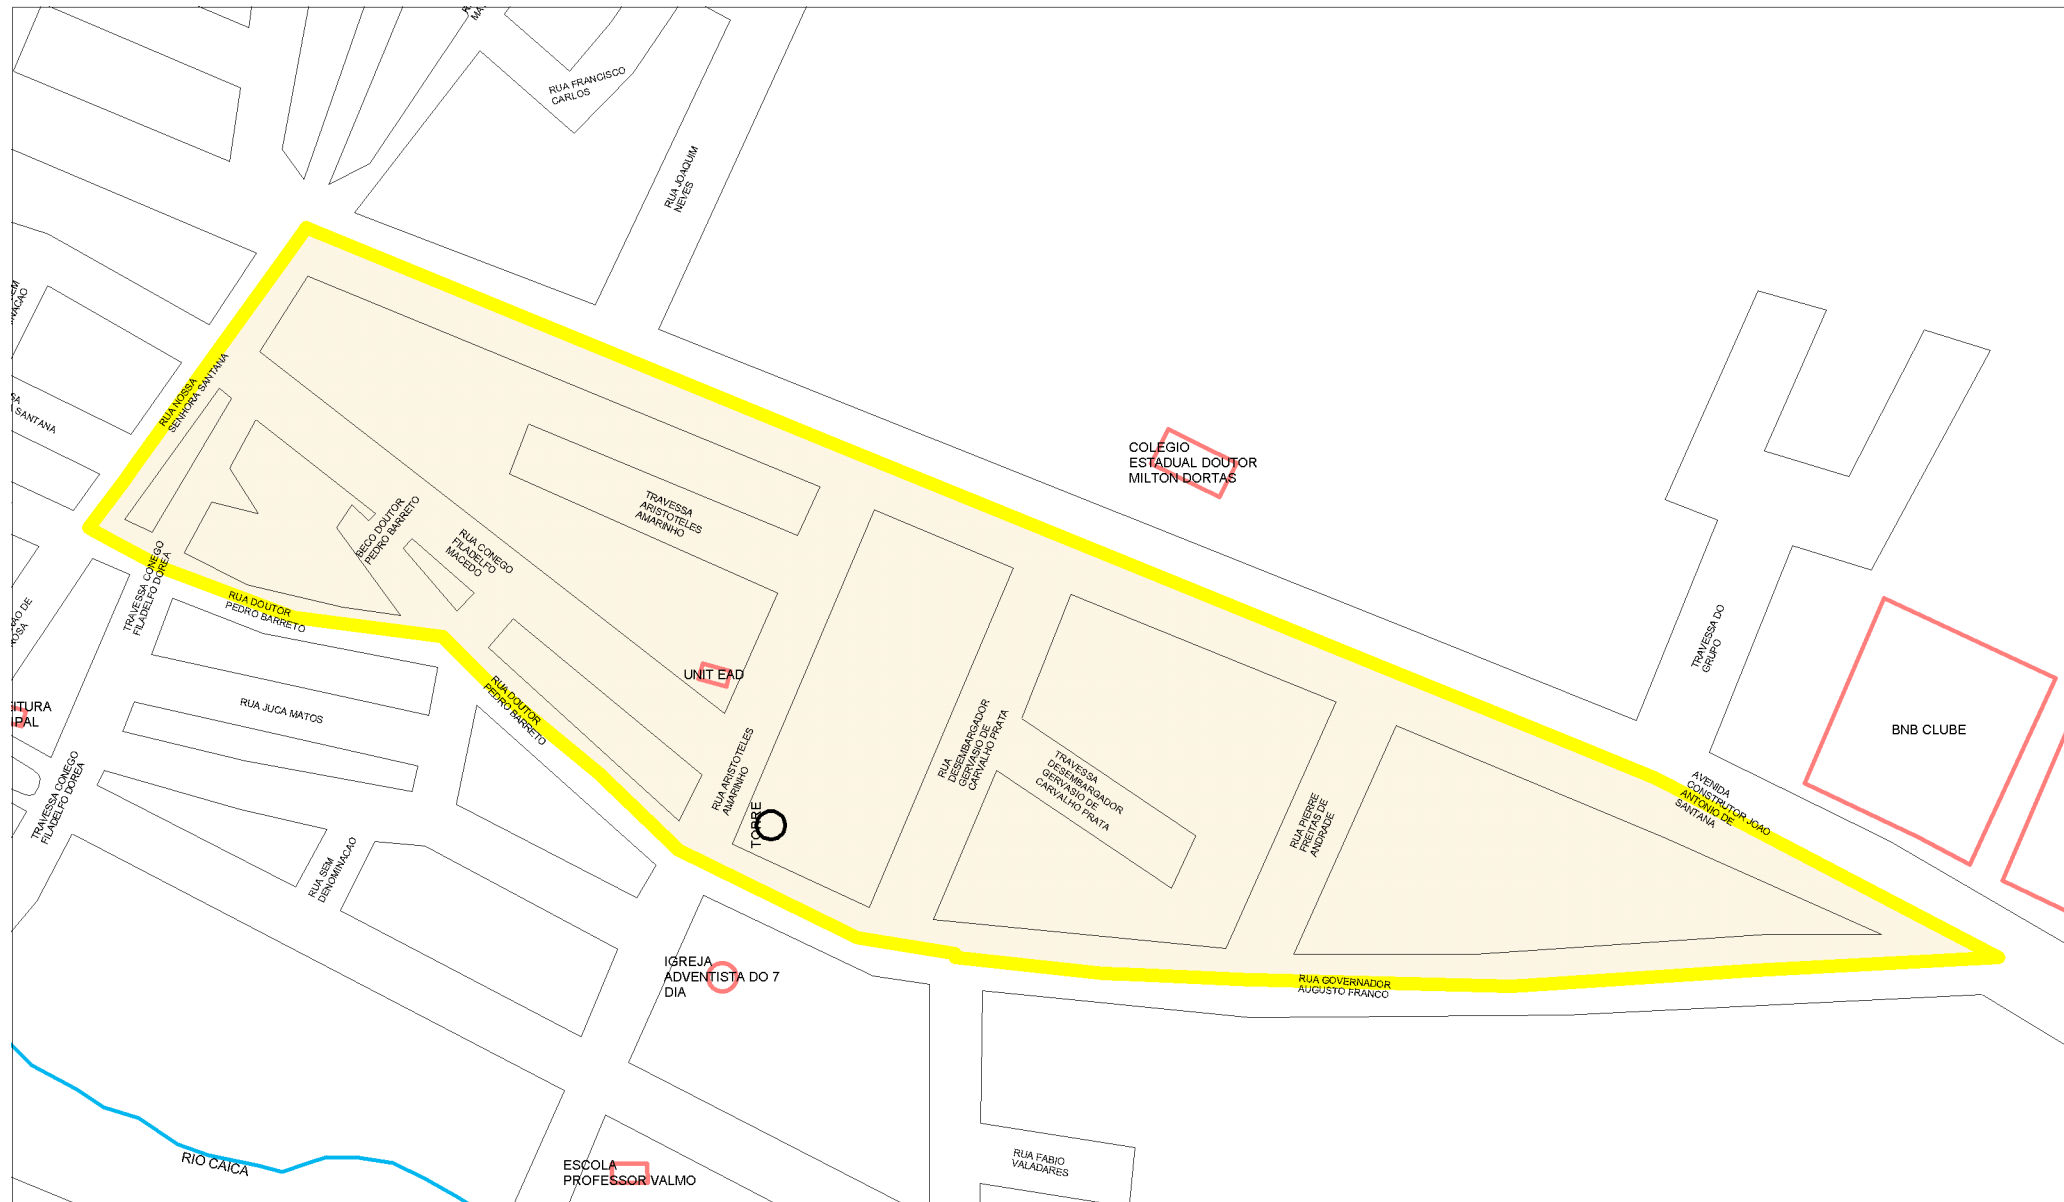 RUA FRANCISCO
CARLOS
RUA JOAQUIM
NEVES
RUA NOSSA
SENHORA SANTANA
SANTANA
COLEGIO
ESTADUAL DOUTOR
MILTON DORTAS
TRAVESSA
ARISTOTELES
AMARINHO
BECO DOUTOR
PEDRO BARRETO
RUA CONEGO
FILADELFO
MACEDO
TRAVESSA CONEGO
FILADELFO DOREA
RUA DOUTOR
PEDRO BARRETO
UNIT EAD
RUA DOUTOR
PEDRO BARRETO
RUA JUCA MATOS
TRAVESSA DO
GRUPO
BNB CLUBE
RUA
DESEMBARGADOR
GERVASIO DE
CARVALHO PRATA
TRAVESSA
DESEMBARGADOR
GERVASIO DE
CARVALHO PRATA
RUA ARISTOTELES
AMARINHO
TORRE
AVENIDA
CONSTRUTOR JOAO
ANTONIO DE
SANTANA
RUA PIERRE
FREITAS DE
ANDRADE
TRAVESSA CONEGO
FILADELFO DOREA
RUA SEM
DENOMINACAO
IGREJA
ADVENTISTA DO 7
DIA
RUA GOVERNADOR
AUGUSTO FRANCO
RIO CAICA
ESCOLA
PROFESSOR VALMO
RUA FABIO
VALADARES